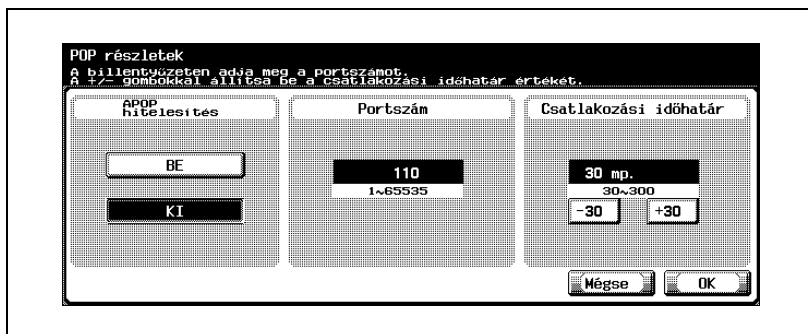 POP részletek
A billentyűzeten adja meg a portszámot.
A +/- gombokkal állítsa be a csatlakozási időhatár értékét.
APOP
hitelesítés
Portszám
Csatlakozási időhatár
BE
KI
110
1~65535
30 mp.
30~300
-30
+30
Mégse
OK